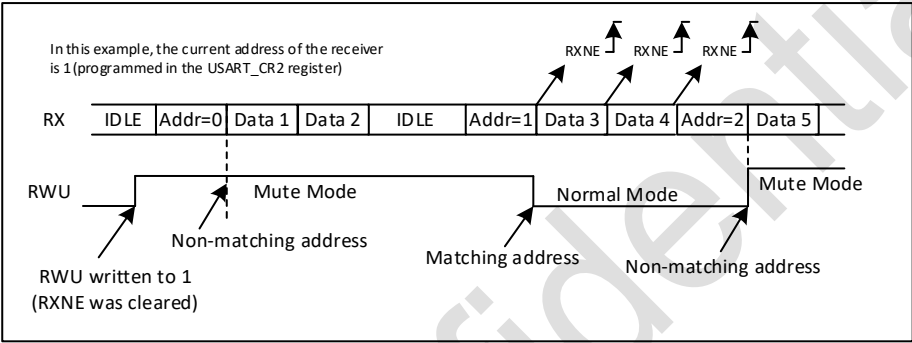 In this example, the current address of the receiver
is 1(programmed in the USART_CR2 register)
RXNE RXNE RXNE
RX IDLE Addr=0 Data 1 Data 2 IDLE Addr=1 Data 3 Data 4 Addr=2 Data 5
RWU Mute Mode Normal Mode Mute Mode
Non-matching address
Matching address
Non-matching address
RWU written to 1
(RXNE was cleared)